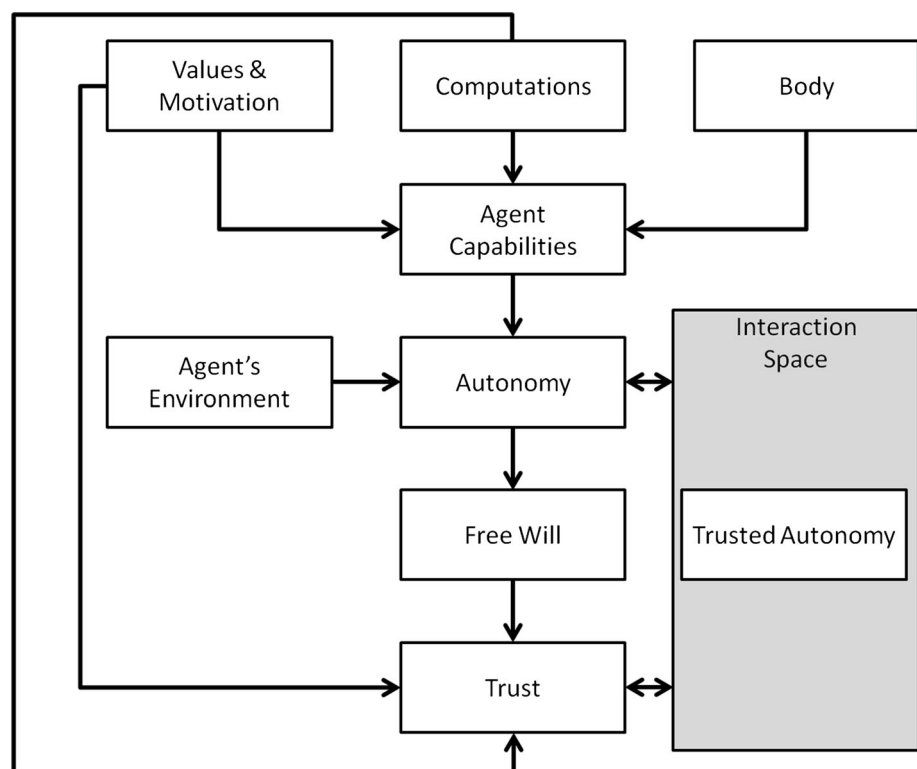 Values &
Motivation
Computations
Body
Agent
Capabilities
Interaction
Space
Agent’s
Environment
Autonomy
Free Will
Trusted Autonomy
Trust